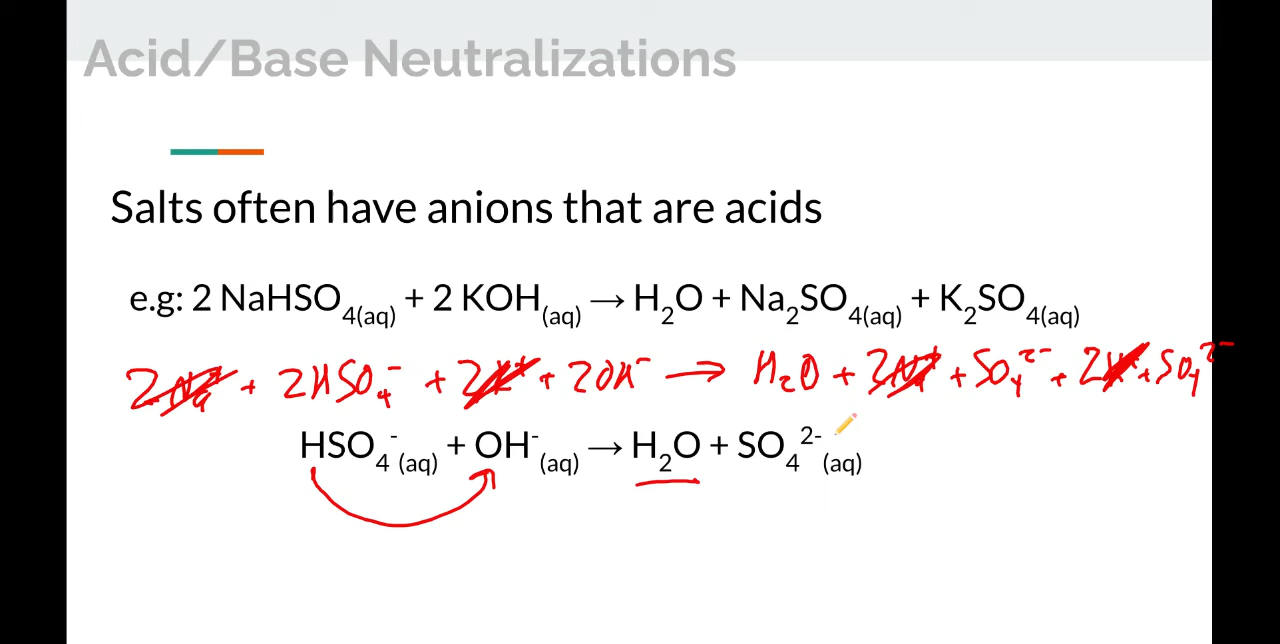 Acid/Base Neutralizations
Salts often have anions that are acids
e.g: 2 NaHSO₄(aq) + 2 KOH(aq) → H₂O + Na₂SO₄(aq) + K₂SO₄(aq)
2Na⁺ + 2HSO₄⁻ + 2K⁺ + 2OH⁻ → H₂O + 2Na⁺ + SO₄²⁻ + 2K⁺ + SO₄²⁻
HSO₄⁻(aq) + OH⁻(aq) → H₂O + SO₄²⁻(aq)